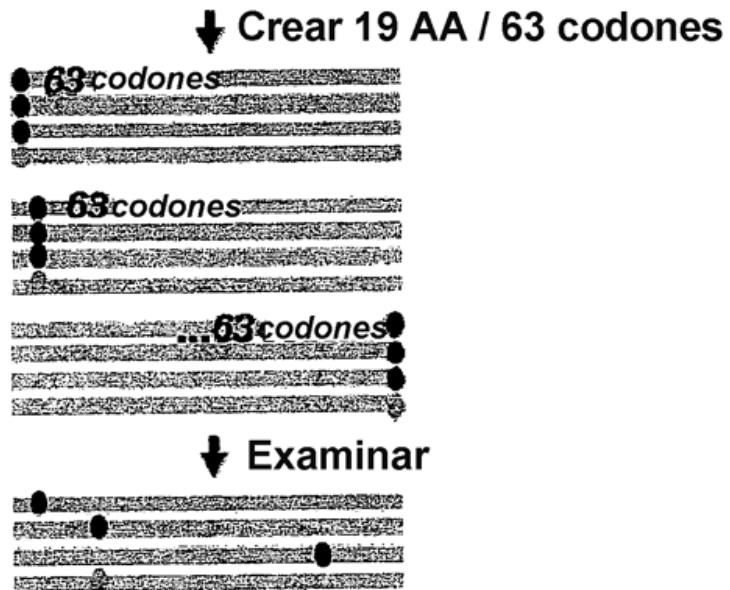 Crear 19 AA / 63 codones
63 codones
63 codones
...63 codones
Examinar